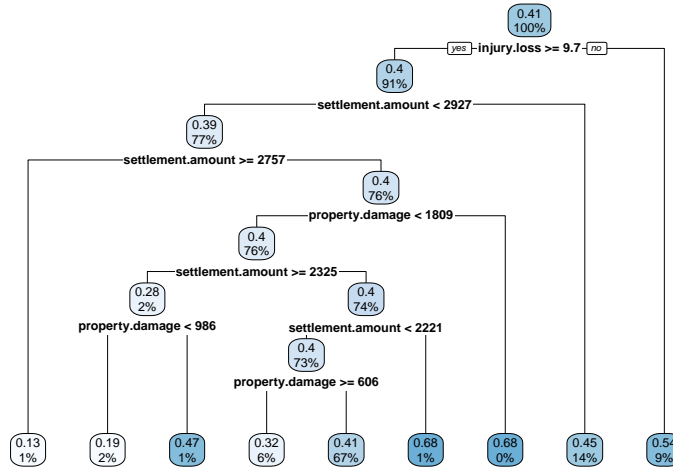 0.41
100%
yes injury.loss >= 9.7 no
0.4
91%
settlement.amount < 2927
0.39
77%
settlement.amount >= 2757
0.4
76%
property.damage < 1809
0.4
76%
settlement.amount >= 2325
0.28
2%
0.4
74%
property.damage < 986
settlement.amount < 2221
0.4
73%
property.damage >= 606
0.13 0.19 0.47 0.32 0.41 0.68 0.68 0.45 0.54
1% 2% 1% 6% 67% 1% 0% 14% 9%